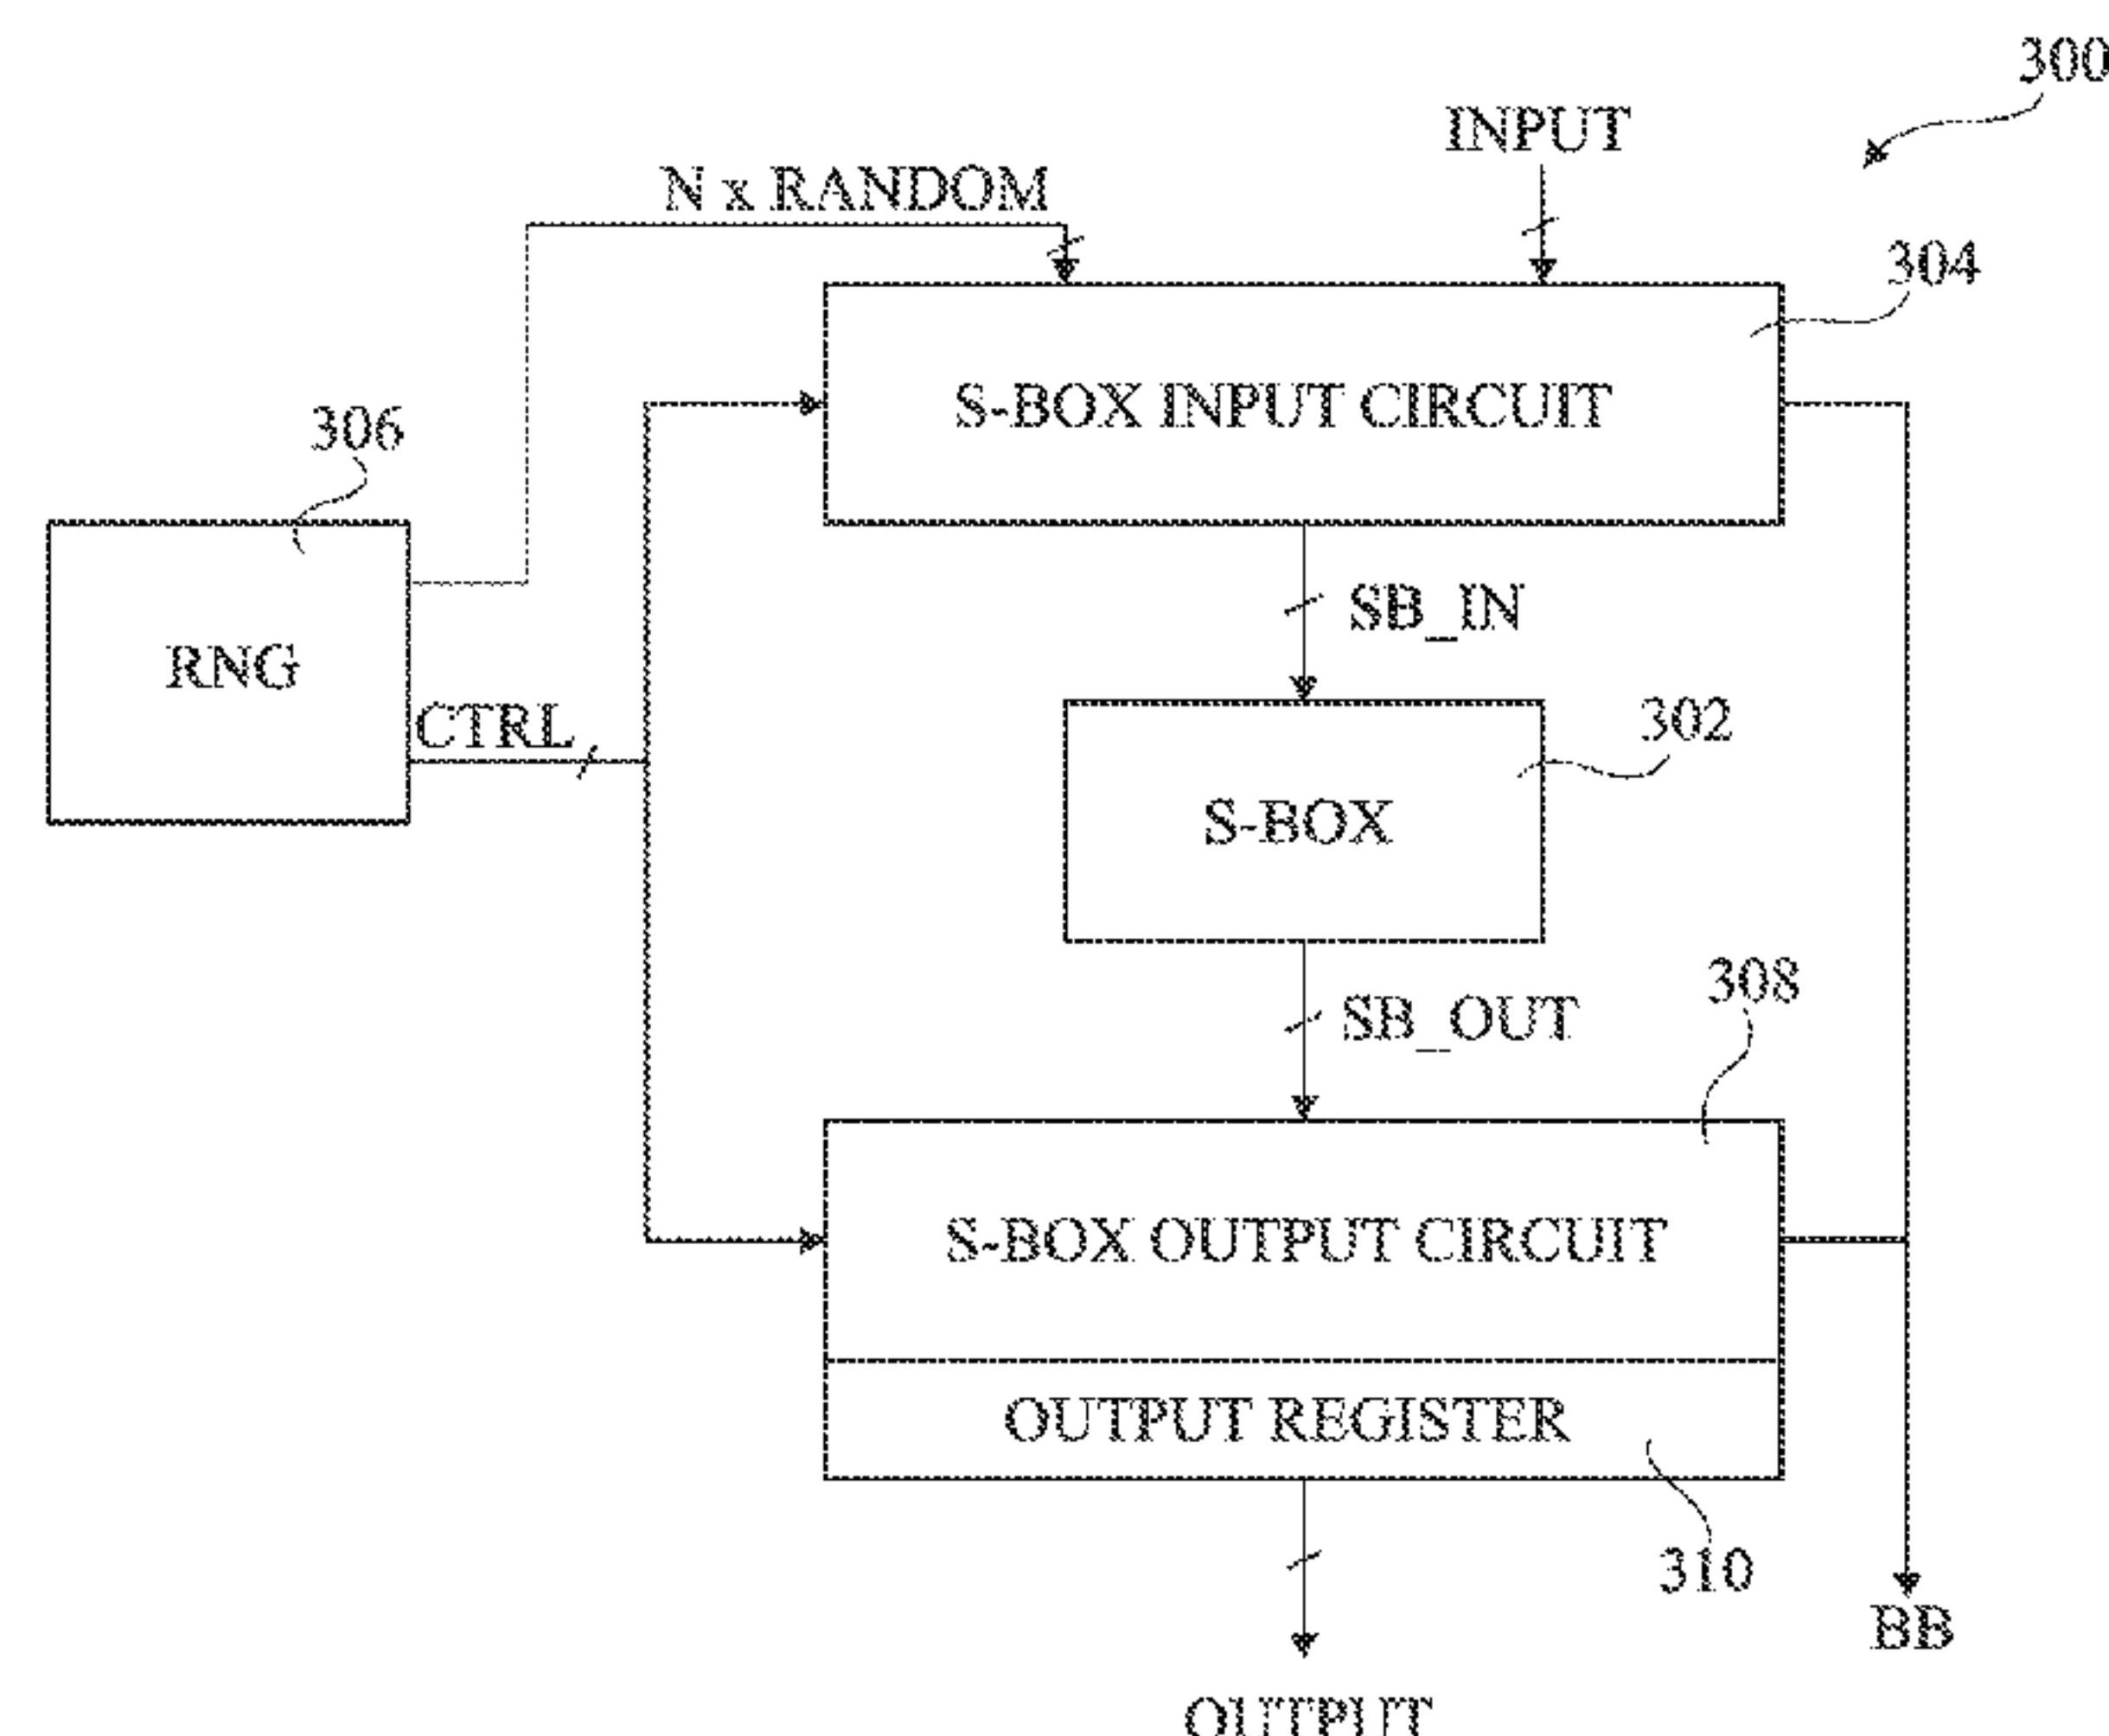 300
INPUT
N x RANDOM
304
S-BOX INPUT CIRCUIT
306
SB_IN
RNG
302
CTRL
S-BOX
308
SB_OUT
S-BOX OUTPUT CIRCUIT
OUTPUT REGISTER
310
BB
OUTPUT